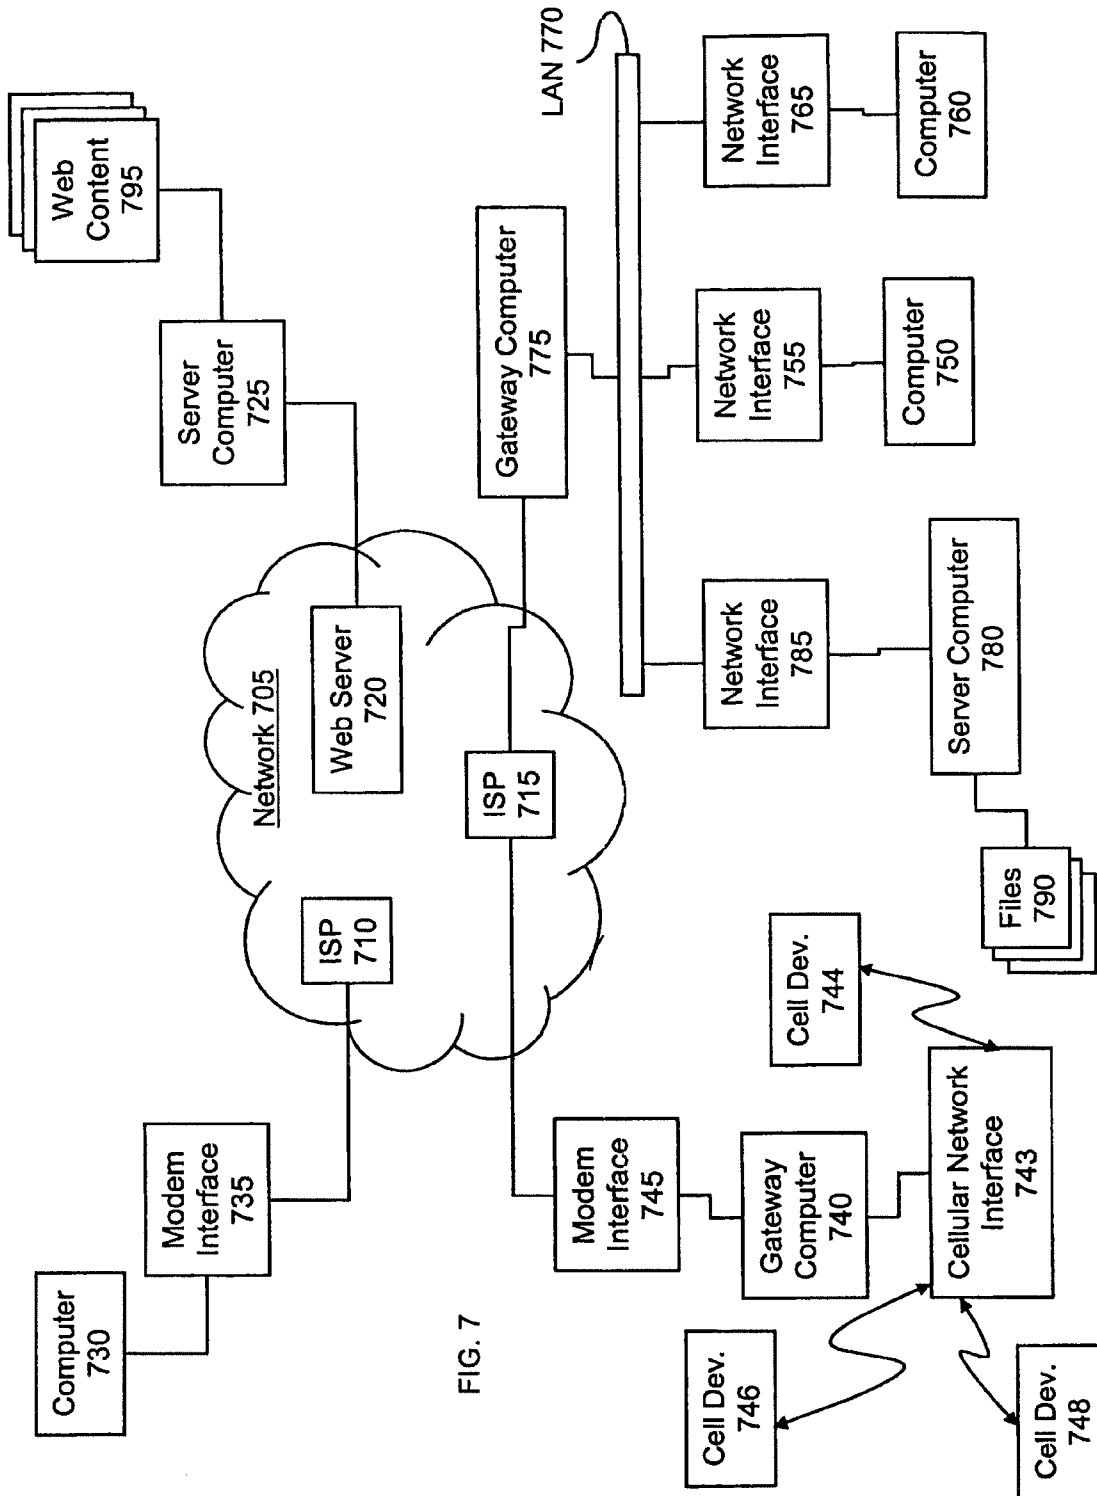 Computer
730
Modem
Interface
735
ISP
710
Network 705
Web Server
720
Server
Computer
725
Web
Content
795
FIG. 7
Modem
Interface
745
ISP
715
Gateway Computer
775
LAN 770
Cell Dev.
746
Gateway
Computer
740
Cell Dev.
744
Network
Interface
785
Network
Interface
755
Network
Interface
765
Cell Dev.
748
Cellular Network
Interface
743
Files
790
Server Computer
780
Computer
750
Computer
760